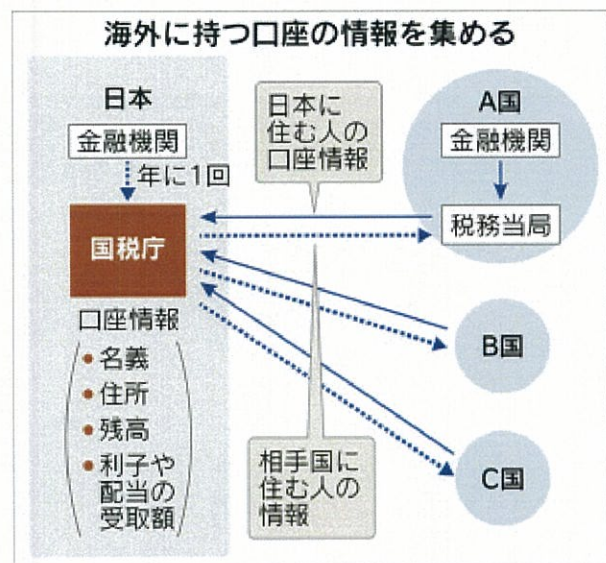 海外に持つ口座の情報を集める
日本
金融機関
年に1回
国税庁
口座情報
名義
住所
残高
利子や
配当の
受取額
日本に
住む人の
口座情報
相手国に
住む人の
情報
A国
金融機関
税務当局
B国
C国